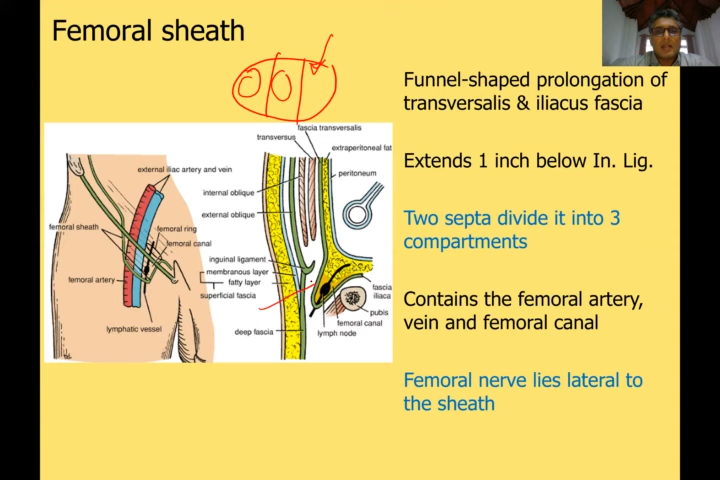 Femoral sheath
Funnel-shaped prolongation of
transversalis & iliacus fascia
Extends 1 inch below In. Lig.
Two septa divide it into 3
compartments
Contains the femoral artery,
vein and femoral canal
Femoral nerve lies lateral to
the sheath
external iliac artery and vein
femoral sheath
femoral ring
femoral canal
femoral artery
lymphatic vessel
fascia transversalis
transversus
extraperitoneal fat
peritoneum
internal oblique
external oblique
inguinal ligament
membranous layer
fatty layer
superficial fascia
deep fascia
fascia
iliaca
pubis
femoral canal
lymph node